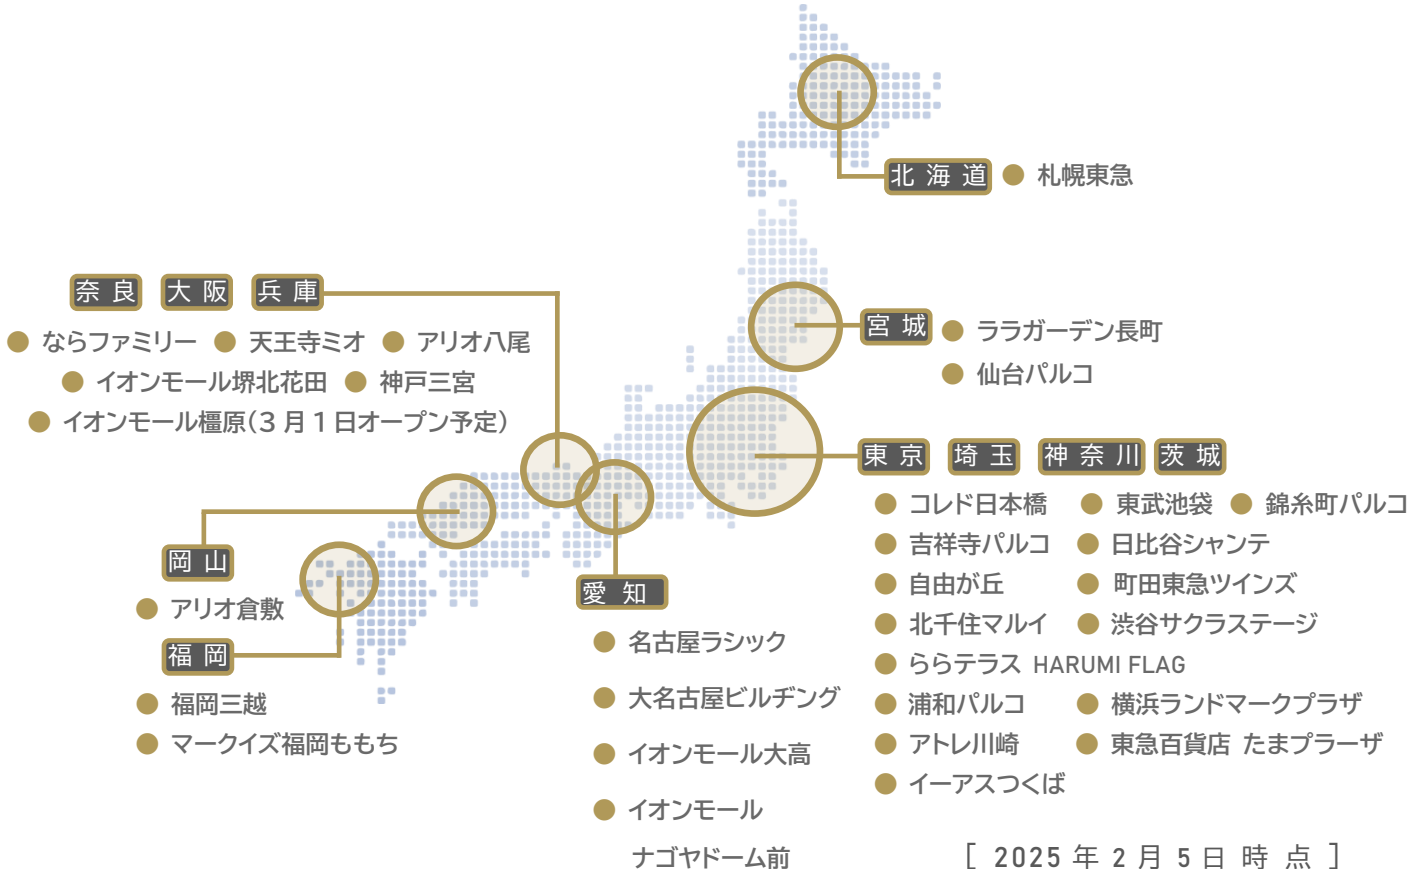 北海道
札幌東急
奈良 大阪 兵庫
ならファミリー 天王寺ミオ アリオ八尾
イオンモール堺北花田 神戸三宮
イオンモール橿原(3月1日オープン予定)
宮城
ララガーデン長町
仙台パルコ
東京 埼玉 神奈川 茨城
コレド日本橋 東武池袋 錦糸町パルコ
吉祥寺パルコ 日比谷シャンテ
自由が丘 町田東急ツインズ
北千住マルイ 渋谷サクラステージ
ららテラス HARUMI FLAG
浦和パルコ 横浜ランドマークプラザ
アトレ川崎 東急百貨店 たまプラーザ
イーアスつくば
岡山
アリオ倉敷
福岡
福岡三越
マークイズ福岡ももち
愛知
名古屋ラシック
大名古屋ビルヂング
イオンモール大高
イオンモール
ナゴヤドーム前
[ 2025年2月5日時点 ]